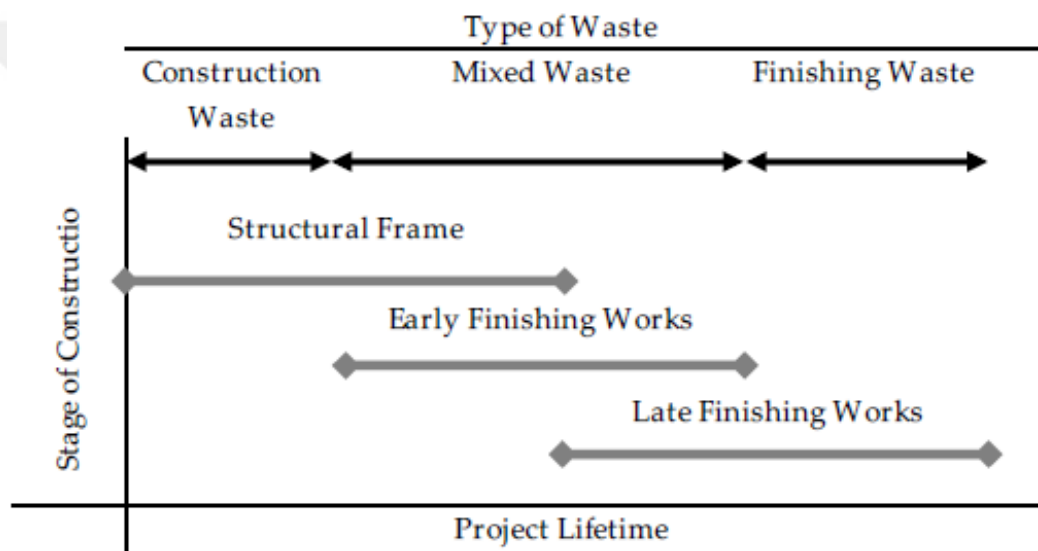 Type of Waste
Construction
Waste
Mixed Waste
Finishing Waste
Structural Frame
Early Finishing Works
Late Finishing Works
Stage of Constructio
Project Lifetime